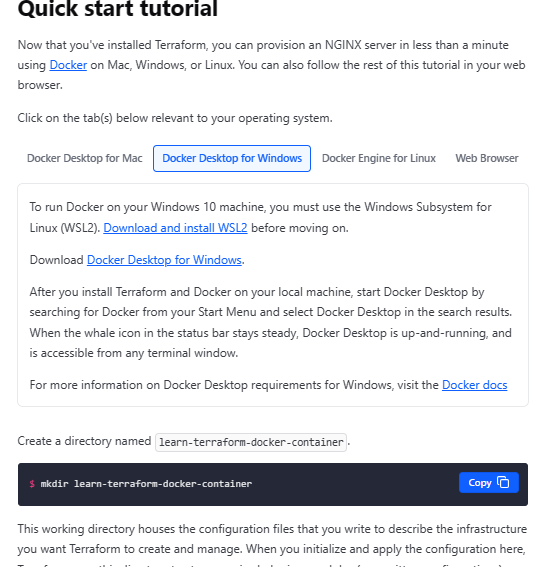 Quick start tutorial
Now that you've installed Terraform, you can provision an NGINX server in less than a minute
using Docker on Mac, Windows, or Linux. You can also follow the rest of this tutorial in your web
browser.
Click on the tab(s) below relevant to your operating system.
Docker Desktop for Mac Docker Desktop for Windows Docker Engine for Linux Web Browser
To run Docker on your Windows 10 machine, you must use the Windows Subsystem for
Linux (WSL2). Download and install WSL2 before moving on.
Download Docker Desktop for Windows.
After you install Terraform and Docker on your local machine, start Docker Desktop by
searching for Docker from your Start Menu and select Docker Desktop in the search results.
When the whale icon in the status bar stays steady, Docker Desktop is up-and-running, and
is accessible from any terminal window.
For more information on Docker Desktop requirements for Windows, visit the Docker docs
Create a directory named learn-terraform-docker-container.
$ mkdir learn-terraform-docker-container Copy
This working directory houses the configuration files that you write to describe the infrastructure
you want Terraform to create and manage. When you initialize and apply the configuration here,